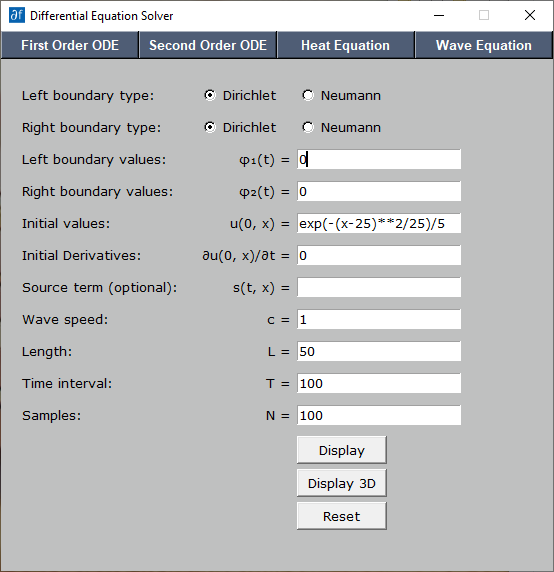 ∂f Differential Equation Solver
First Order ODE Second Order ODE Heat Equation Wave Equation
Left boundary type: Dirichlet Neumann
Right boundary type: Dirichlet Neumann
Left boundary values: φ₁(t) = 0
Right boundary values: φ₂(t) = 0
Initial values: u(0, x) = exp(-(x-25)**2/25)/5
Initial Derivatives: ∂u(0, x)/∂t = 0
Source term (optional): s(t, x) =
Wave speed: c = 1
Length: L = 50
Time interval: T = 100
Samples: N = 100
Display
Display 3D
Reset